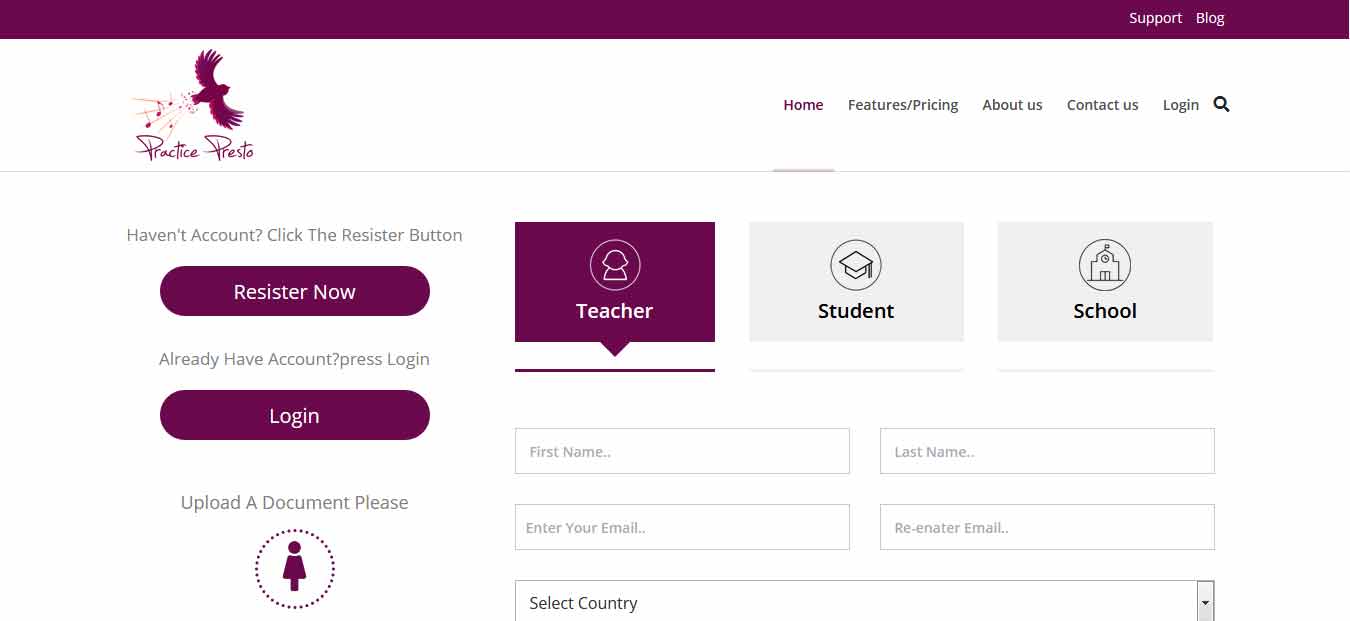 Support Blog
Practice Presto
Home Features/Pricing About us Contact us Login
Haven't Account? Click The Resister Button
Resister Now
Already Have Account?press Login
Login
Upload A Document Please
Teacher Student School
First Name.. Last Name..
Enter Your Email.. Re-enater Email..
Select Country